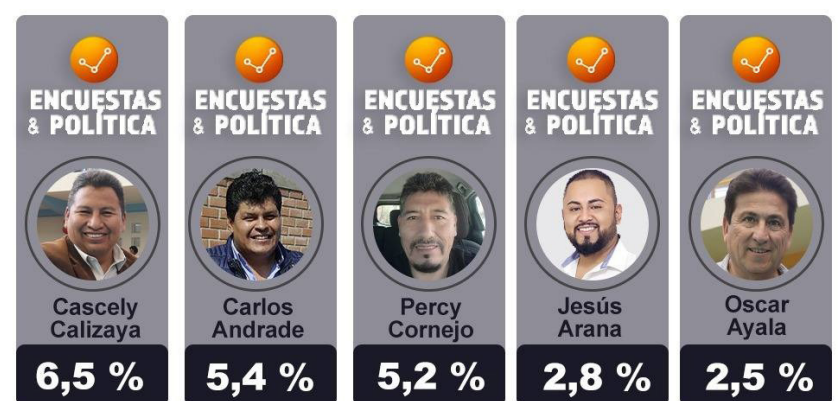 ENCUESTAS
& POLÍTICA
Cascely
Calizaya
6,5 %
ENCUESTAS
& POLÍTICA
Carlos
Andrade
5,4 %
ENCUESTAS
& POLÍTICA
Percy
Cornejo
5,2 %
ENCUESTAS
& POLÍTICA
Jesús
Arana
2,8 %
ENCUESTAS
& POLÍTICA
Oscar
Ayala
2,5 %